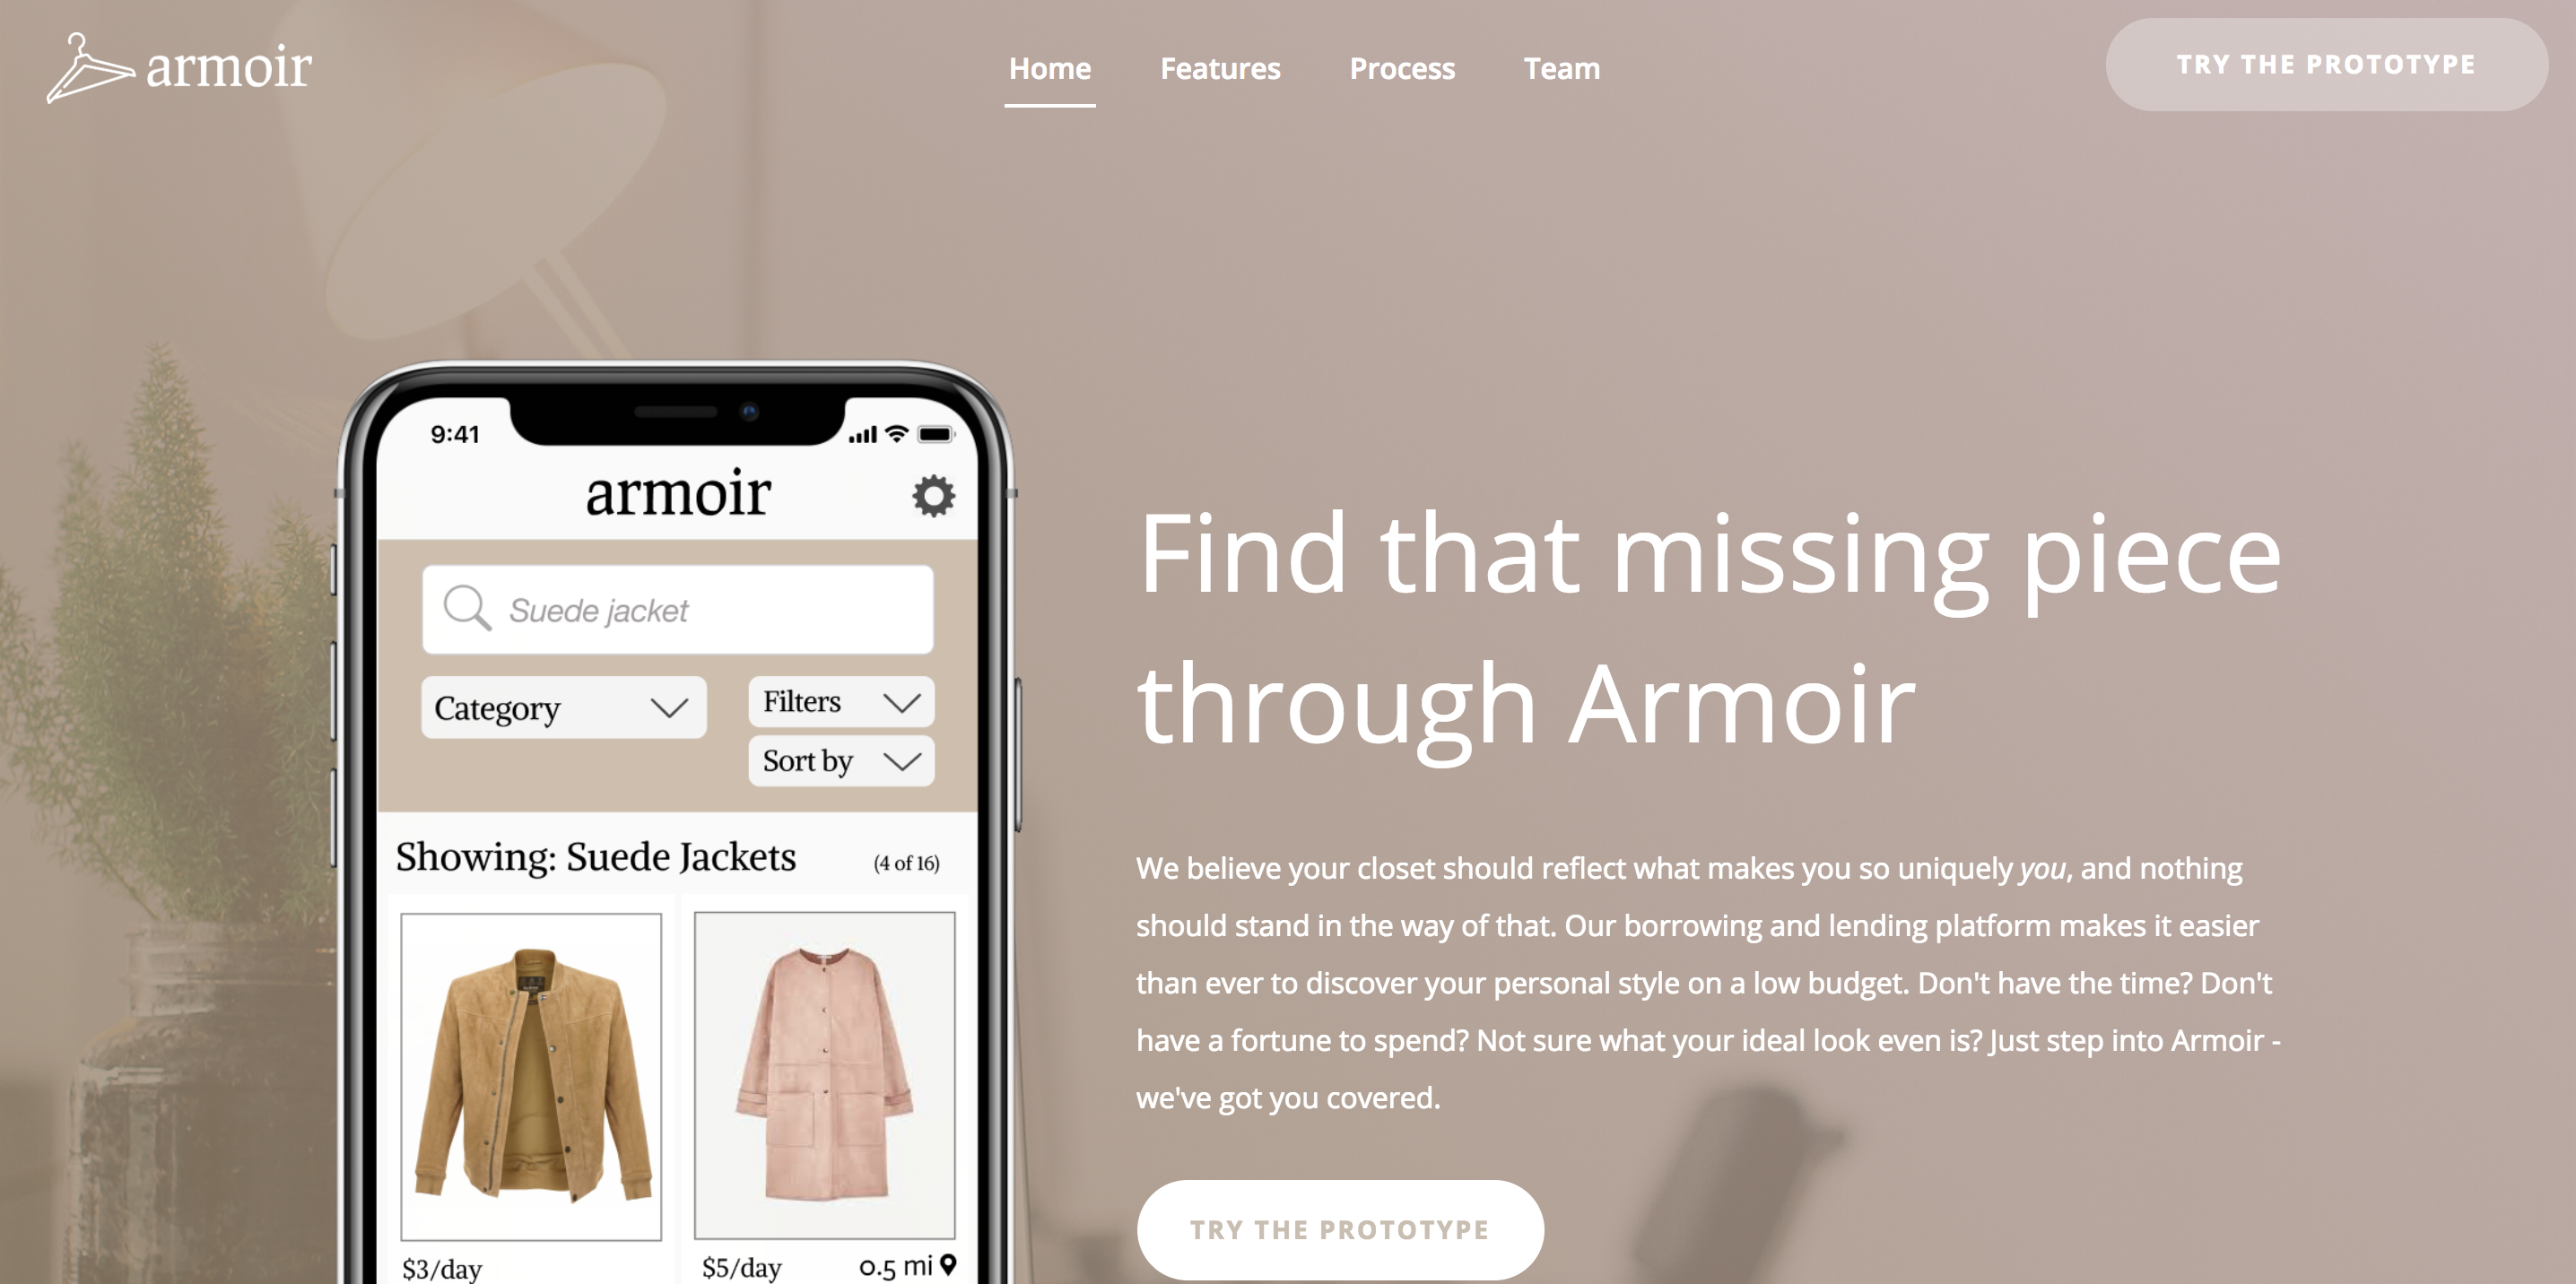 armoir
Home Features Process Team
TRY THE PROTOTYPE
9:41
armoir
Suede jacket
Category
Filters
Sort by
Showing: Suede Jackets (4 of 16)
$3/day
$5/day 0.5 mi
Find that missing piece
through Armoir
We believe your closet should reflect what makes you so uniquely you, and nothing
should stand in the way of that. Our borrowing and lending platform makes it easier
than ever to discover your personal style on a low budget. Don't have the time? Don't
have a fortune to spend? Not sure what your ideal look even is? Just step into Armoir -
we've got you covered.
TRY THE PROTOTYPE